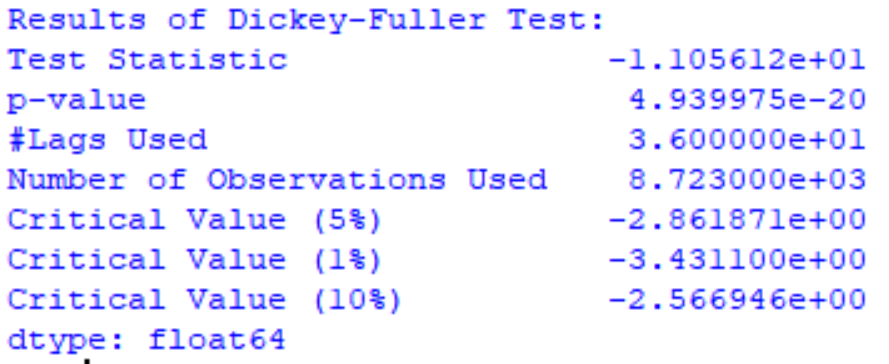 Results of Dickey-Fuller Test:
Test Statistic -1.105612e+01
p-value 4.939975e-20
#Lags Used 3.600000e+01
Number of Observations Used 8.723000e+03
Critical Value (5%) -2.861871e+00
Critical Value (1%) -3.431100e+00
Critical Value (10%) -2.566946e+00
dtype: float64